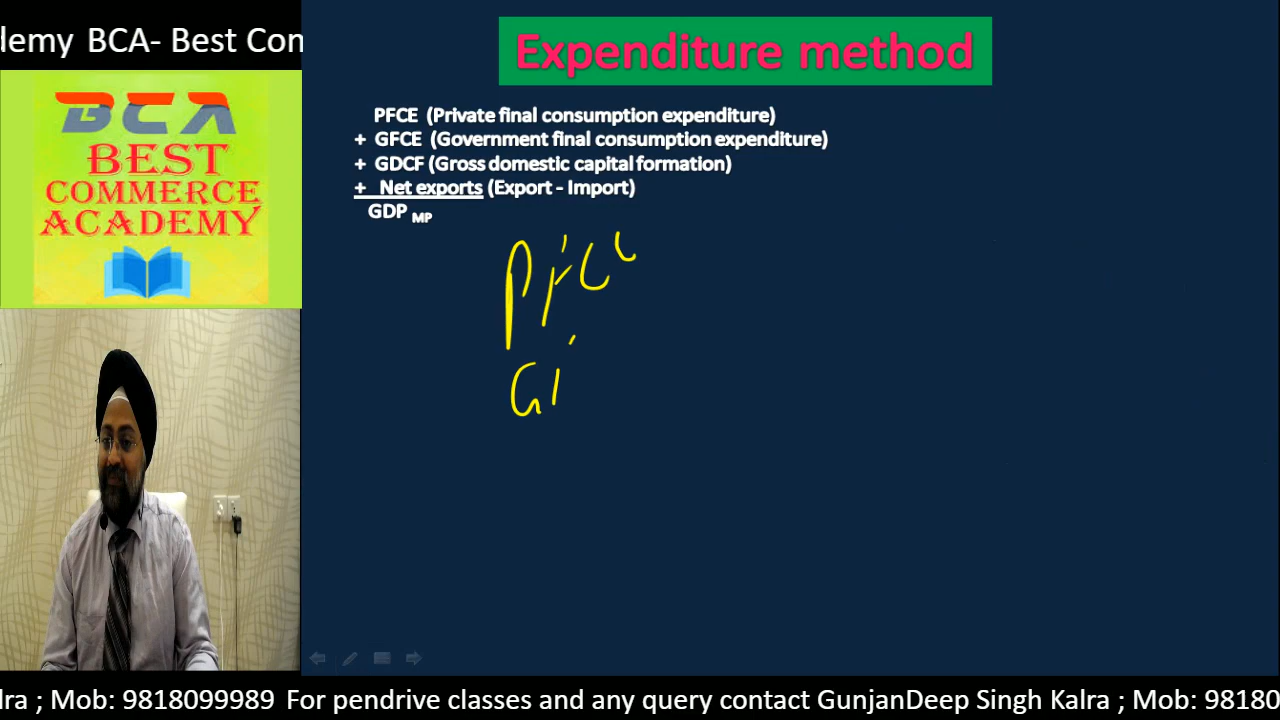 demy BCA- Best Con
BCA
BEST
COMMERCE
ACADEMY
Expenditure method
PFCE (Private final consumption expenditure)
+ GFCE (Government final consumption expenditure)
+ GDCF (Gross domestic capital formation)
+ Net exports (Export - Import)
GDP MP
lra ; Mob: 9818099989 For pendrive classes and any query contact GunjanDeep Singh Kalra ; Mob: 98180